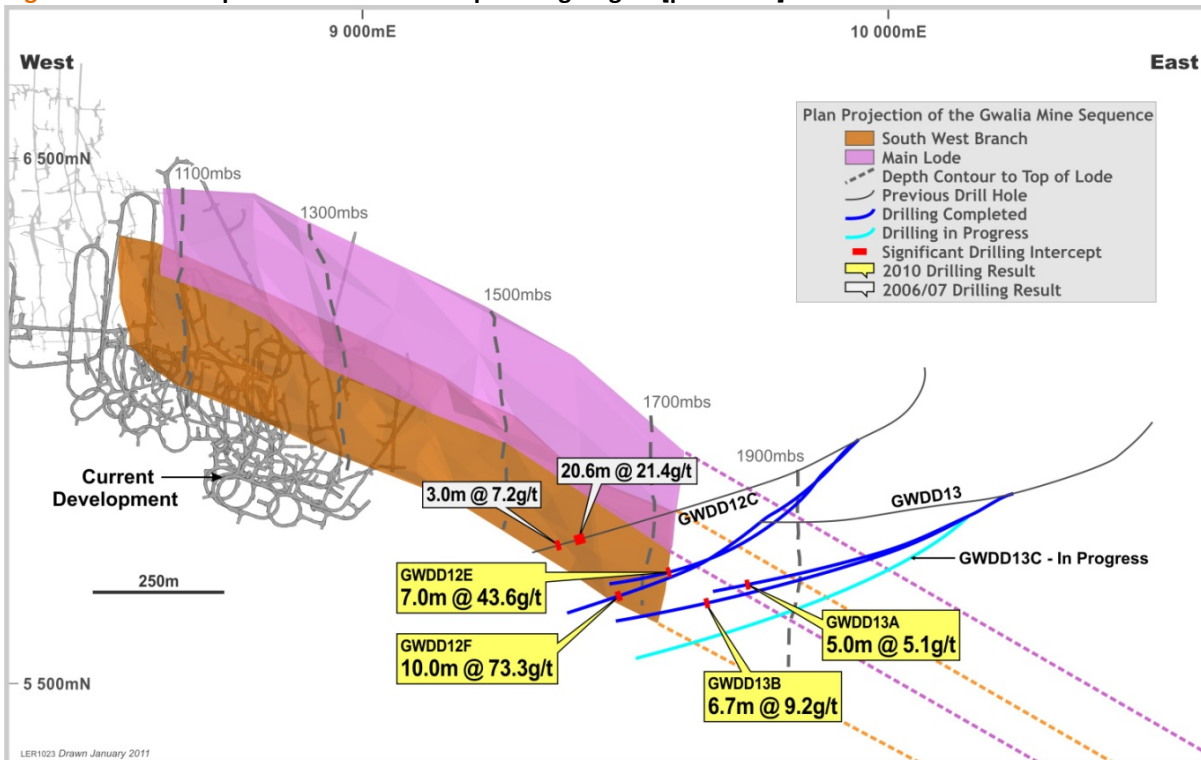 9 000mE
10 000mE
West
East
Plan Projection of the Gwalia Mine Sequence
South West Branch
Main Lode
Depth Contour to Top of Lode
Previous Drill Hole
Drilling Completed
Drilling in Progress
Significant Drilling Intercept
2010 Drilling Result
2006/07 Drilling Result
6 500mN
1100mbs
1300mbs
1500mbs
1700mbs
1900mbs
20.6m @ 21.4g/t
3.0m @ 7.2g/t
Current
Development
GWDD12C
GWDD13
GWDD13C - In Progress
250m
GWDD12E
7.0m @ 43.6g/t
GWDD13A
5.0m @ 5.1g/t
GWDD12F
10.0m @ 73.3g/t
GWDD13B
6.7m @ 9.2g/t
5 500mN
LER1023 Drawn January 2011